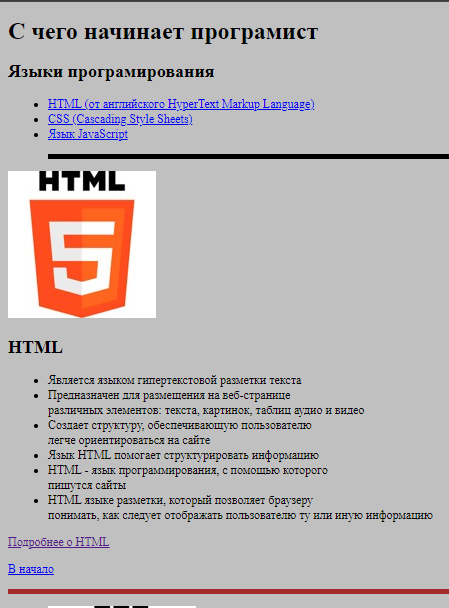 С чего начинает програмист
Языки програмирования
HTML (от английского HyperText Markup Language)
CSS (Cascading Style Sheets)
Язык JavaScript
HTML
5
HTML
Является языком гипертекстовой разметки текста
Предназначен для размещения на веб-странице
различных элементов: текста, картинок, таблиц аудио и видео
Создает структуру, обеспечивающую пользователю
легче ориентироваться на сайте
Язык HTML помогает структурировать информацию
HTML - язык программирования, с помощью которого
пишутся сайты
HTML языке разметки, который позволяет браузеру
понимать, как следует отображать пользователю ту или иную информацию
Подробнее о HTML
В начало